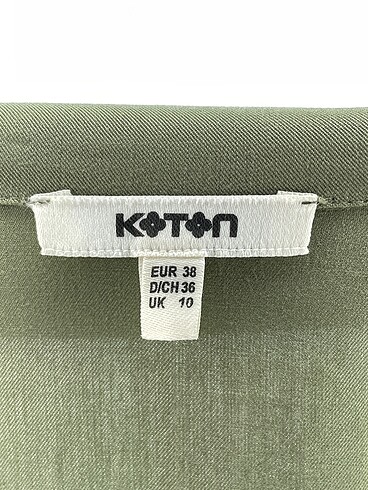 KOTON
EUR 38
D/CH 36
UK 10